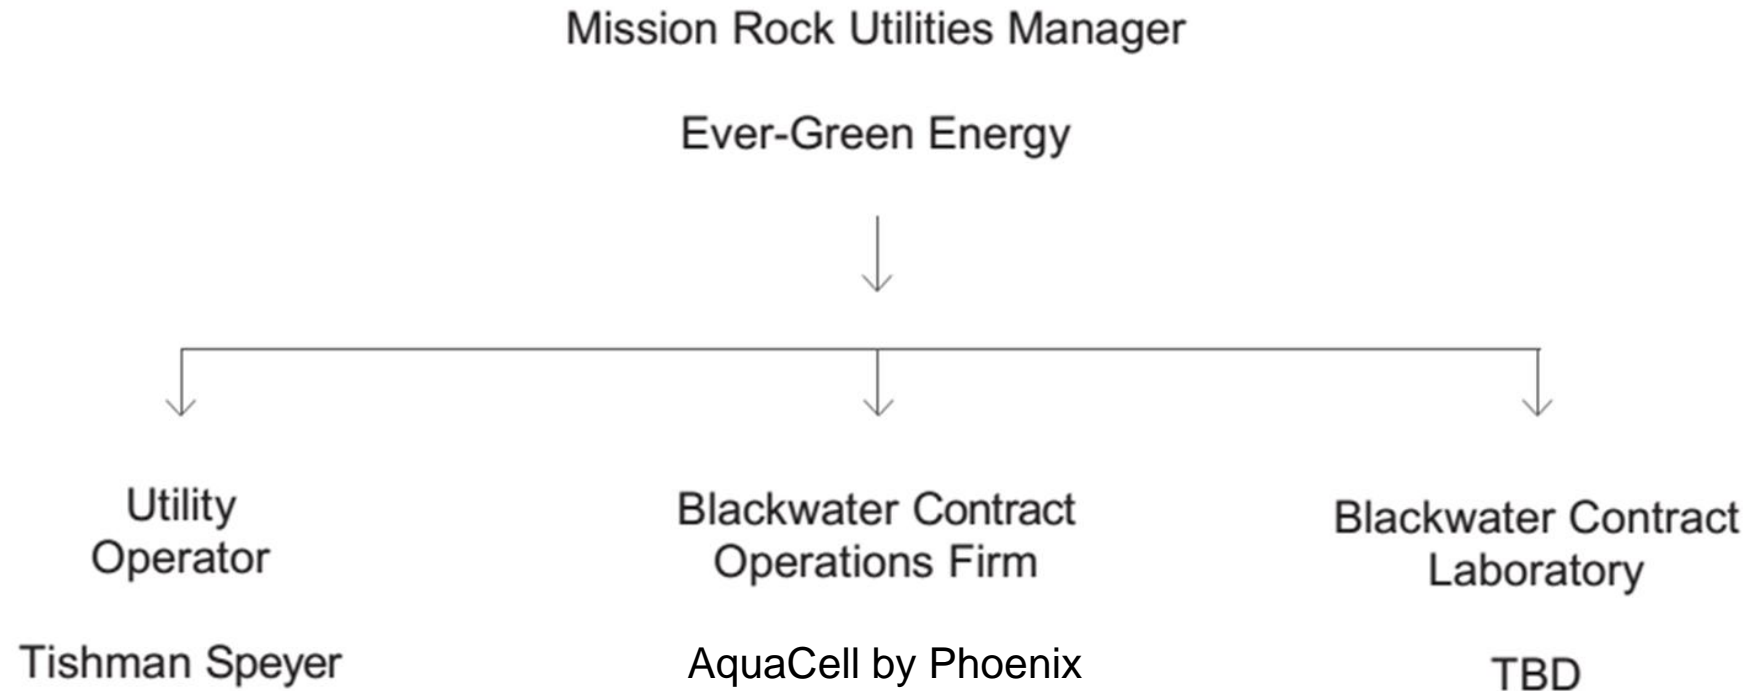 Mission Rock Utilities Manager
Ever-Green Energy
Utility
Operator
Tishman Speyer
Blackwater Contract
Operations Firm
AquaCell by Phoenix
Blackwater Contract
Laboratory
TBD